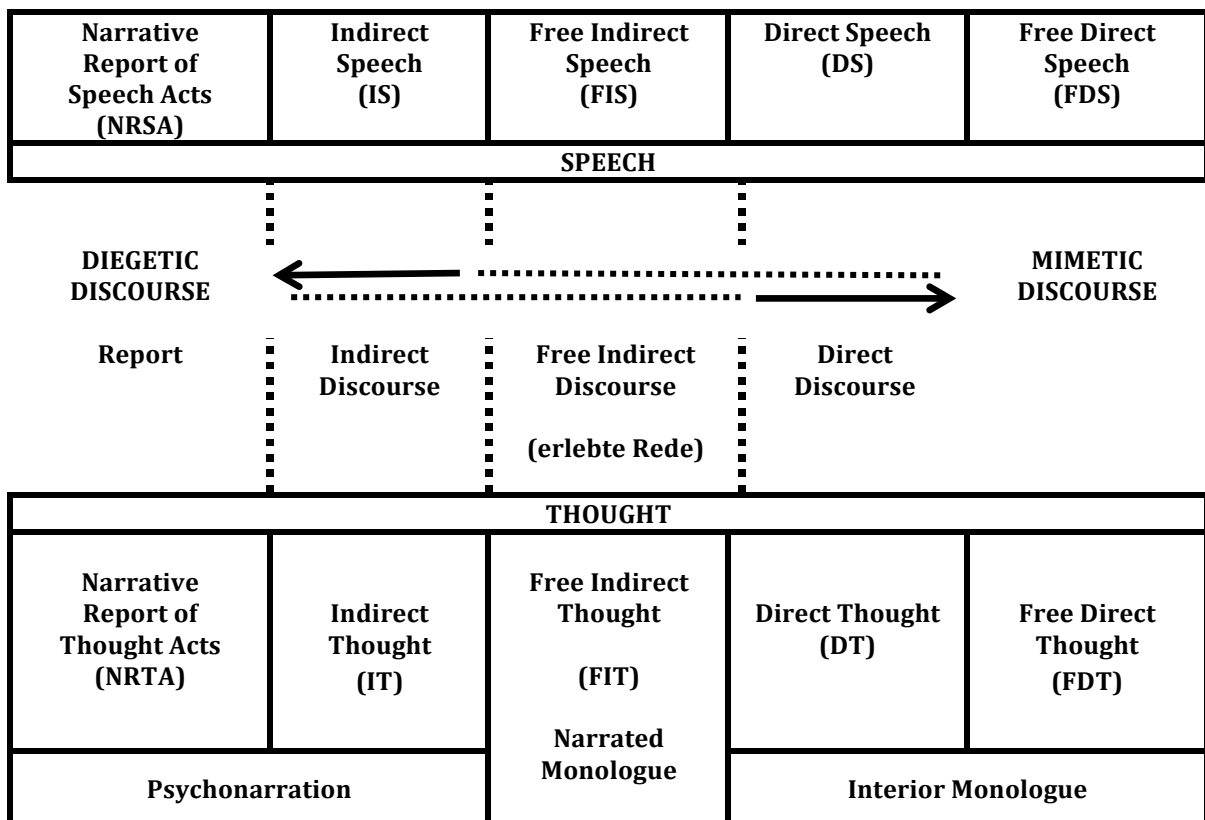 Narrative
Report of
Speech Acts
(NRSA)
Indirect
Speech
(IS)
Free Indirect
Speech
(FIS)
Direct Speech
(DS)
Free Direct
Speech
(FDS)
SPEECH
DIEGETIC
DISCOURSE
MIMETIC
DISCOURSE
Report
Indirect
Discourse
Free Indirect
Discourse
(erlebte Rede)
Direct
Discourse
THOUGHT
Narrative
Report of
Thought Acts
(NRTA)
Indirect
Thought
(IT)
Free Indirect
Thought
(FIT)
Narrated
Monologue
Direct Thought
(DT)
Free Direct
Thought
(FDT)
Psychonarration
Interior Monologue